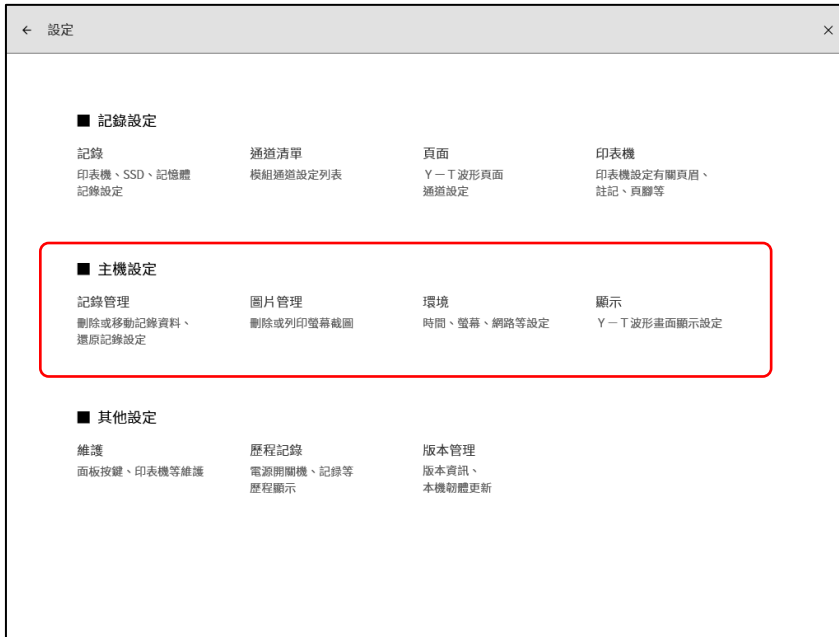 ← 設定 ×
■ 記錄設定
記錄 通道清單 頁面 印表機
印表機、SSD、記憶體 模組通道設定列表 Y－T波形頁面 印表機設定有關頁眉、
記錄設定 通道設定 註記、頁腳等
■ 主機設定
記錄管理 圖片管理 環境 顯示
刪除或移動記錄資料、 刪除或列印螢幕截圖 時間、螢幕、網路等設定 Y－T波形畫面顯示設定
還原記錄設定
■ 其他設定
維護 歷程記錄 版本管理
面板按鍵、印表機等維護 電源開關機、記錄等 版本資訊、
歷程顯示 本機韌體更新